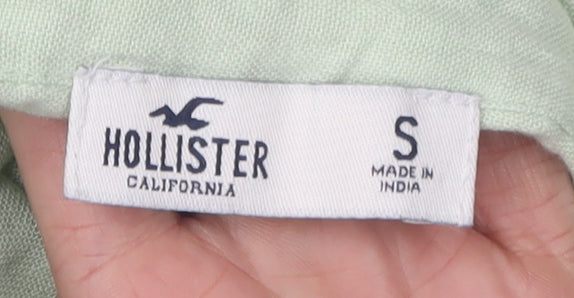 HOLLISTER
CALIFORNIA
S
MADE IN
INDIA